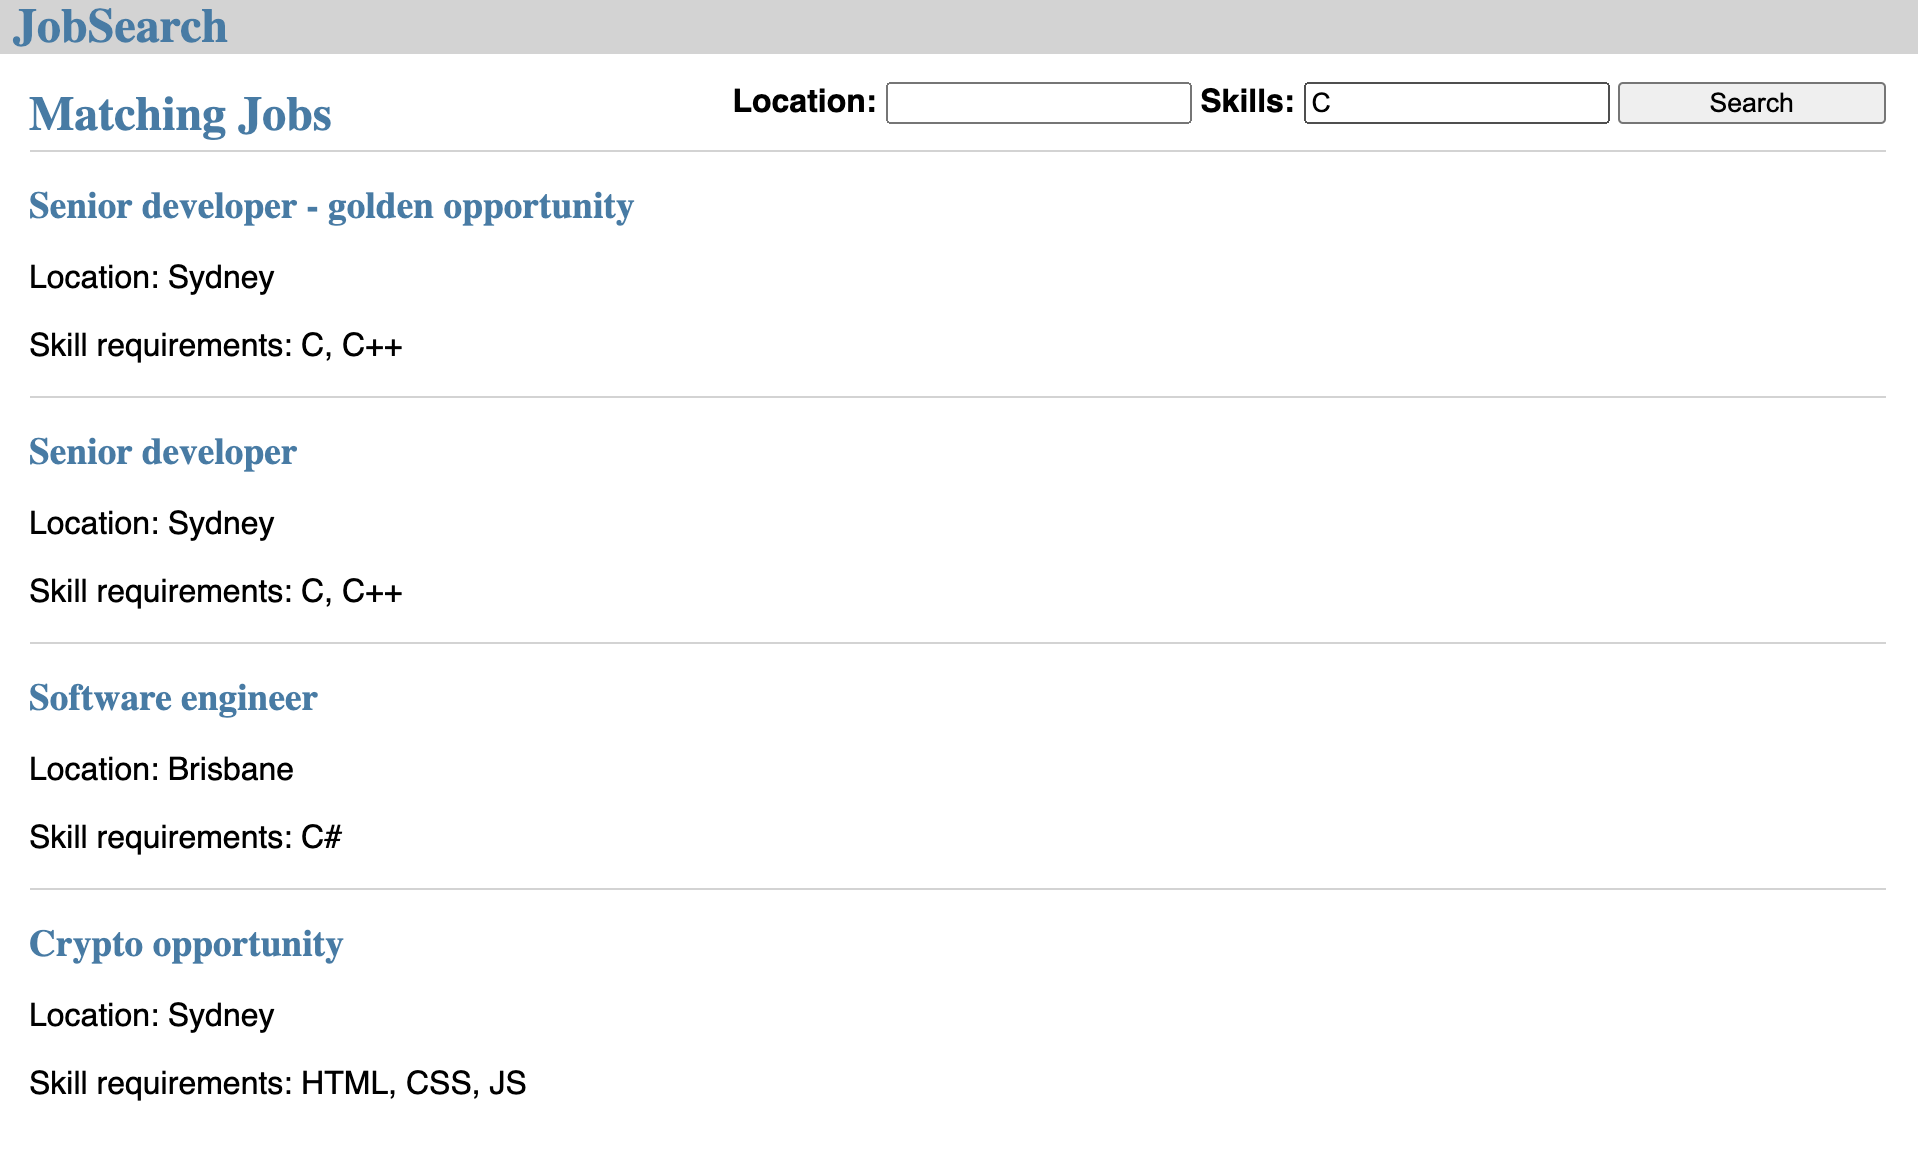 JobSearch
Matching Jobs
Location: Skills: C Search
Senior developer - golden opportunity
Location: Sydney
Skill requirements: C, C++
Senior developer
Location: Sydney
Skill requirements: C, C++
Software engineer
Location: Brisbane
Skill requirements: C#
Crypto opportunity
Location: Sydney
Skill requirements: HTML, CSS, JS